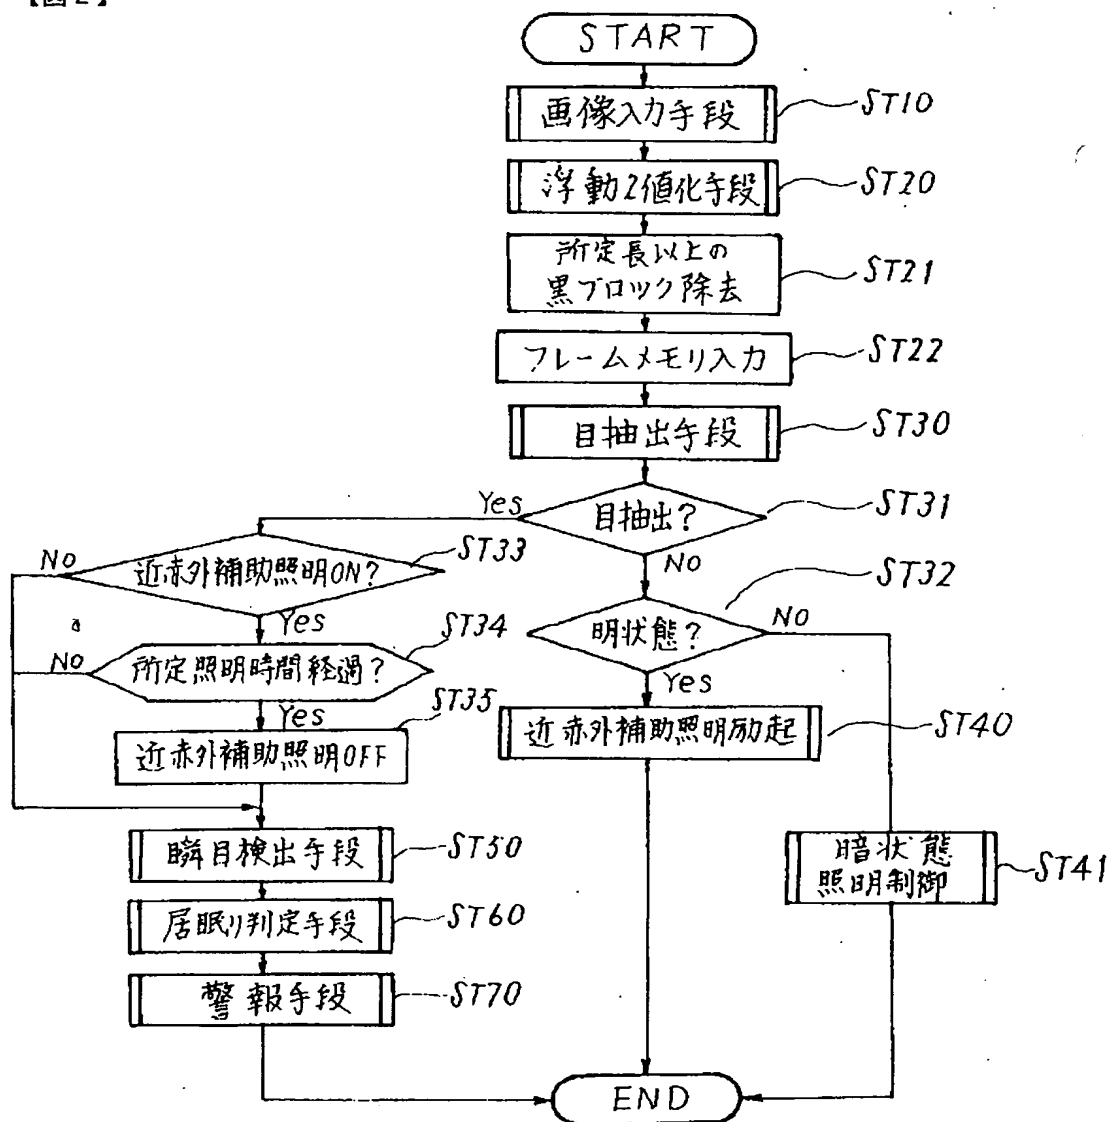 【図2】
START
画像入力手段
ST10
浮動2値化手段
ST20
所定長以上の
黒ブロック除去
ST21
フレームメモリ入力
ST22
目抽出手段
ST30
目抽出?
ST31
Yes
No
近赤外補助照明ON?
ST33
No
Yes
明状態?
ST32
No
Yes
所定照明時間経過?
ST34
No
Yes
近赤外補助照明OFF
ST35
近赤外補助照明励起
ST40
瞬目検出手段
ST50
暗状態
照明制御
ST41
居眠り判定手段
ST60
警報手段
ST70
END